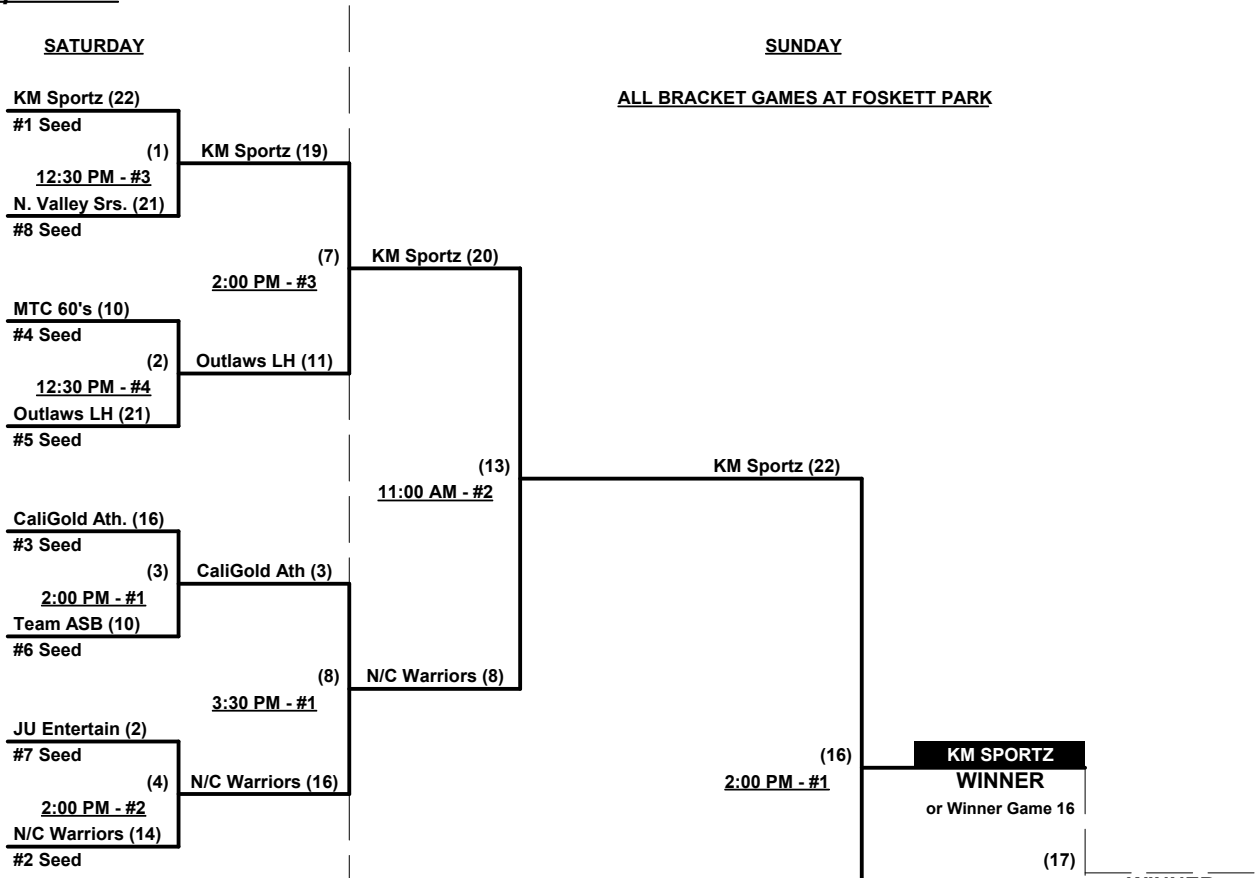 SATURDAY
SUNDAY
ALL BRACKET GAMES AT FOSKETT PARK
KM Sportz (22)
#1 Seed
(1)
KM Sportz (19)
12:30 PM - #3
N. Valley Srs. (21)
#8 Seed
(7)
KM Sportz (20)
2:00 PM - #3
MTC 60's (10)
#4 Seed
(2)
Outlaws LH (11)
12:30 PM - #4
Outlaws LH (21)
#5 Seed
(13)
KM Sportz (22)
11:00 AM - #2
CaliGold Ath. (16)
#3 Seed
(3)
CaliGold Ath (3)
2:00 PM - #1
Team ASB (10)
#6 Seed
(8)
N/C Warriors (8)
3:30 PM - #1
JU Entertain (2)
#7 Seed
(4)
N/C Warriors (16)
2:00 PM - #2
N/C Warriors (14)
#2 Seed
(16)
KM SPORTZ
2:00 PM - #1
WINNER
or Winner Game 16
(17)